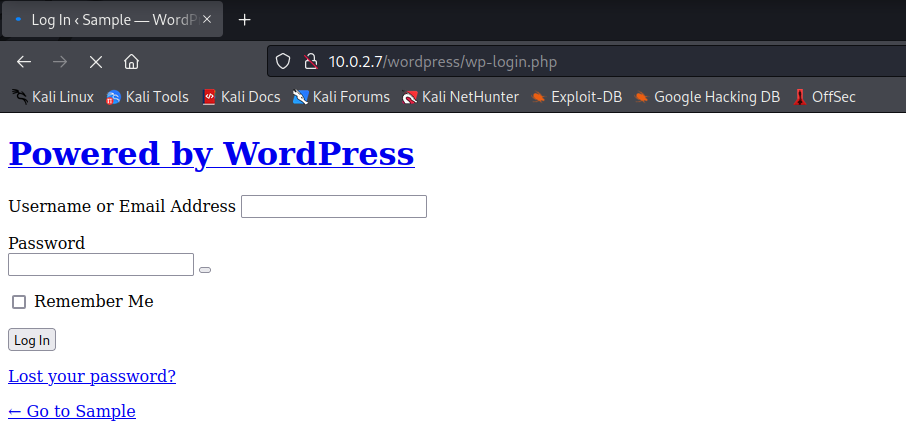 Log In ‹ Sample — WordP
10.0.2.7/wordpress/wp-login.php
Kali Linux Kali Tools Kali Docs Kali Forums Kali NetHunter Exploit-DB Google Hacking DB OffSec
Powered by WordPress
Username or Email Address
Password
Remember Me
Log In
Lost your password?
← Go to Sample